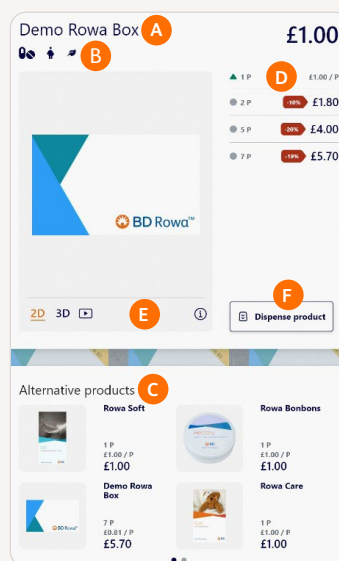 Demo Rowa Box A
£1.00
B
1 P D £1.00 / P
2 P -10% £1.80
5 P -20% £4.00
7 P -19% £5.70
BD Rowa™
2D 3D E
F
Dispense product
Alternative products C
Rowa Soft
1 P
£1.00 / P
£1.00
Rowa Bonbons
1 P
£1.00 / P
£1.00
BD Rowa
Demo Rowa
Box
7 P
£0.81 / P
£5.70
Rowa Care
1 P
£1.00 / P
£1.00